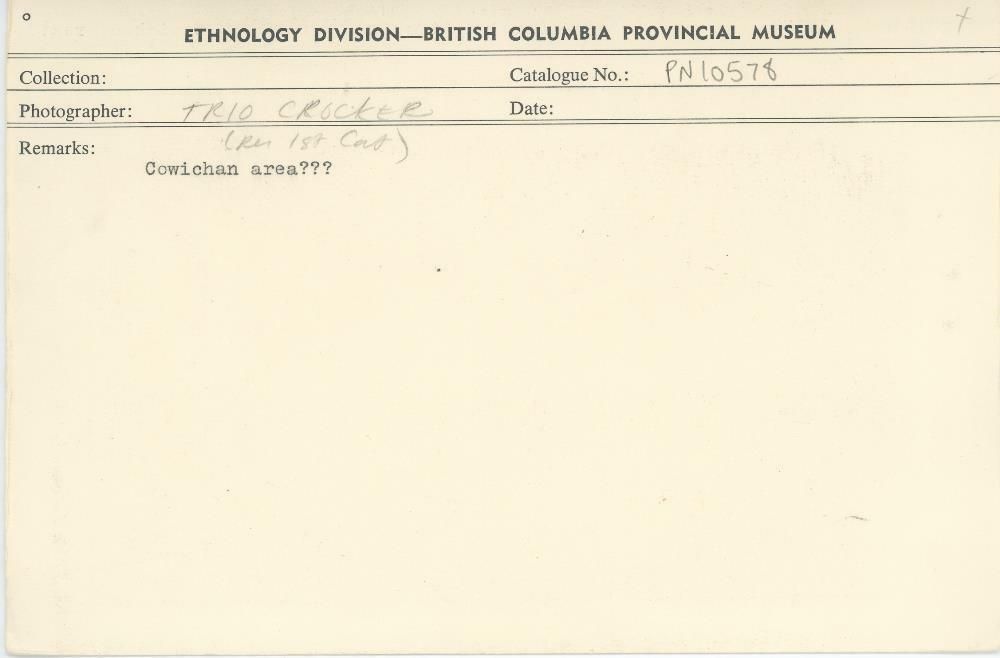 ETHNOLOGY DIVISION—BRITISH COLUMBIA PROVINCIAL MUSEUM
Collection: Catalogue No.: PN10578
Photographer: TRIO CROCKER Date:
(Per 1st Cat)
Remarks:
Cowichan area???